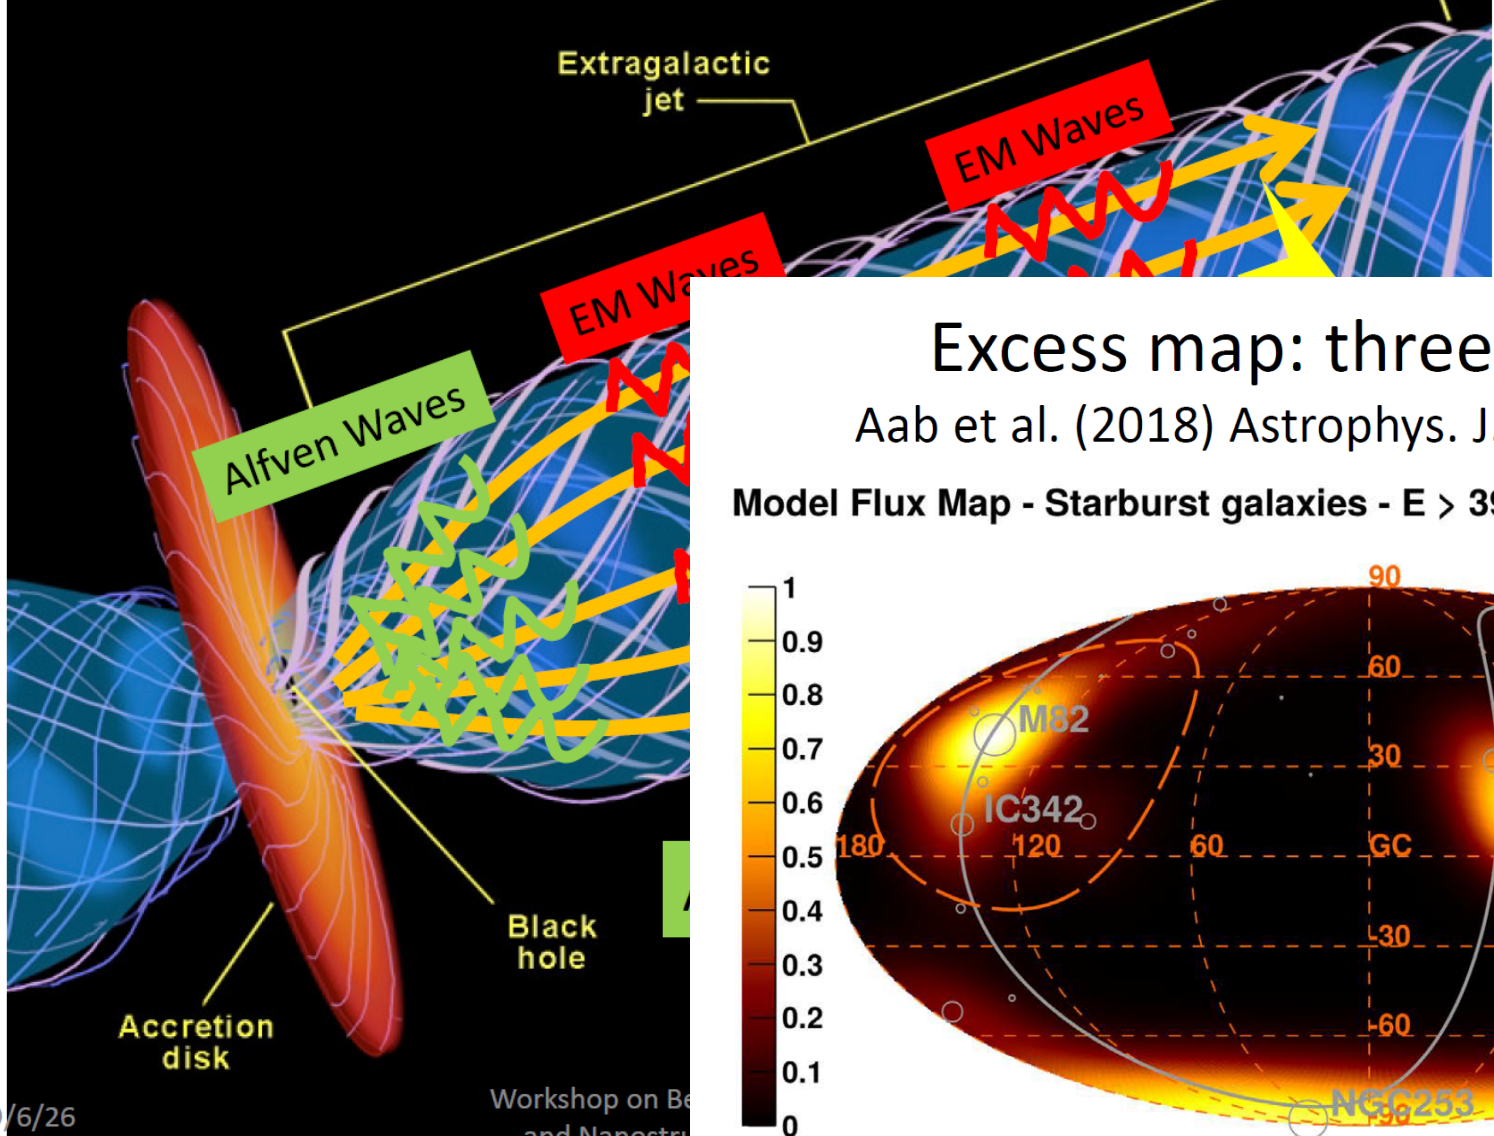 Extragalactic
jet
EM Waves
EM Waves
Alfven Waves
Black
hole
Accretion
disk
/6/26
Workshop on
Excess map: three
Aab et al. (2018) Astrophys. J.
Model Flux Map - Starburst galaxies - E > 39
1
0.9
0.8
0.7
0.6
0.5
0.4
0.3
0.2
0.1
0
90
60
30
M82
IC342
180
120
60
GC
-30
-60
NGC253
-90